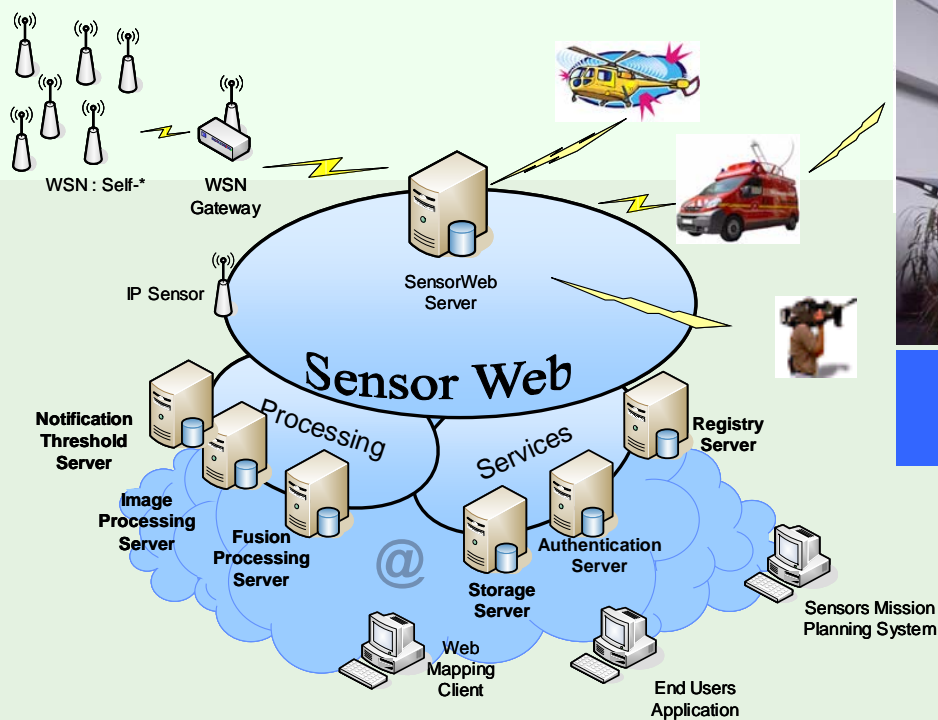 WSN : Self-*
WSN
Gateway
IP Sensor
SensorWeb
Server
Sensor Web
Processing
Services
Notification
Threshold
Server
Image
Processing
Server
Fusion
Processing
Server
@
Storage
Server
Authentication
Server
Registry
Server
Sensors Mission
Planning System
Web
Mapping
Client
End Users
Application